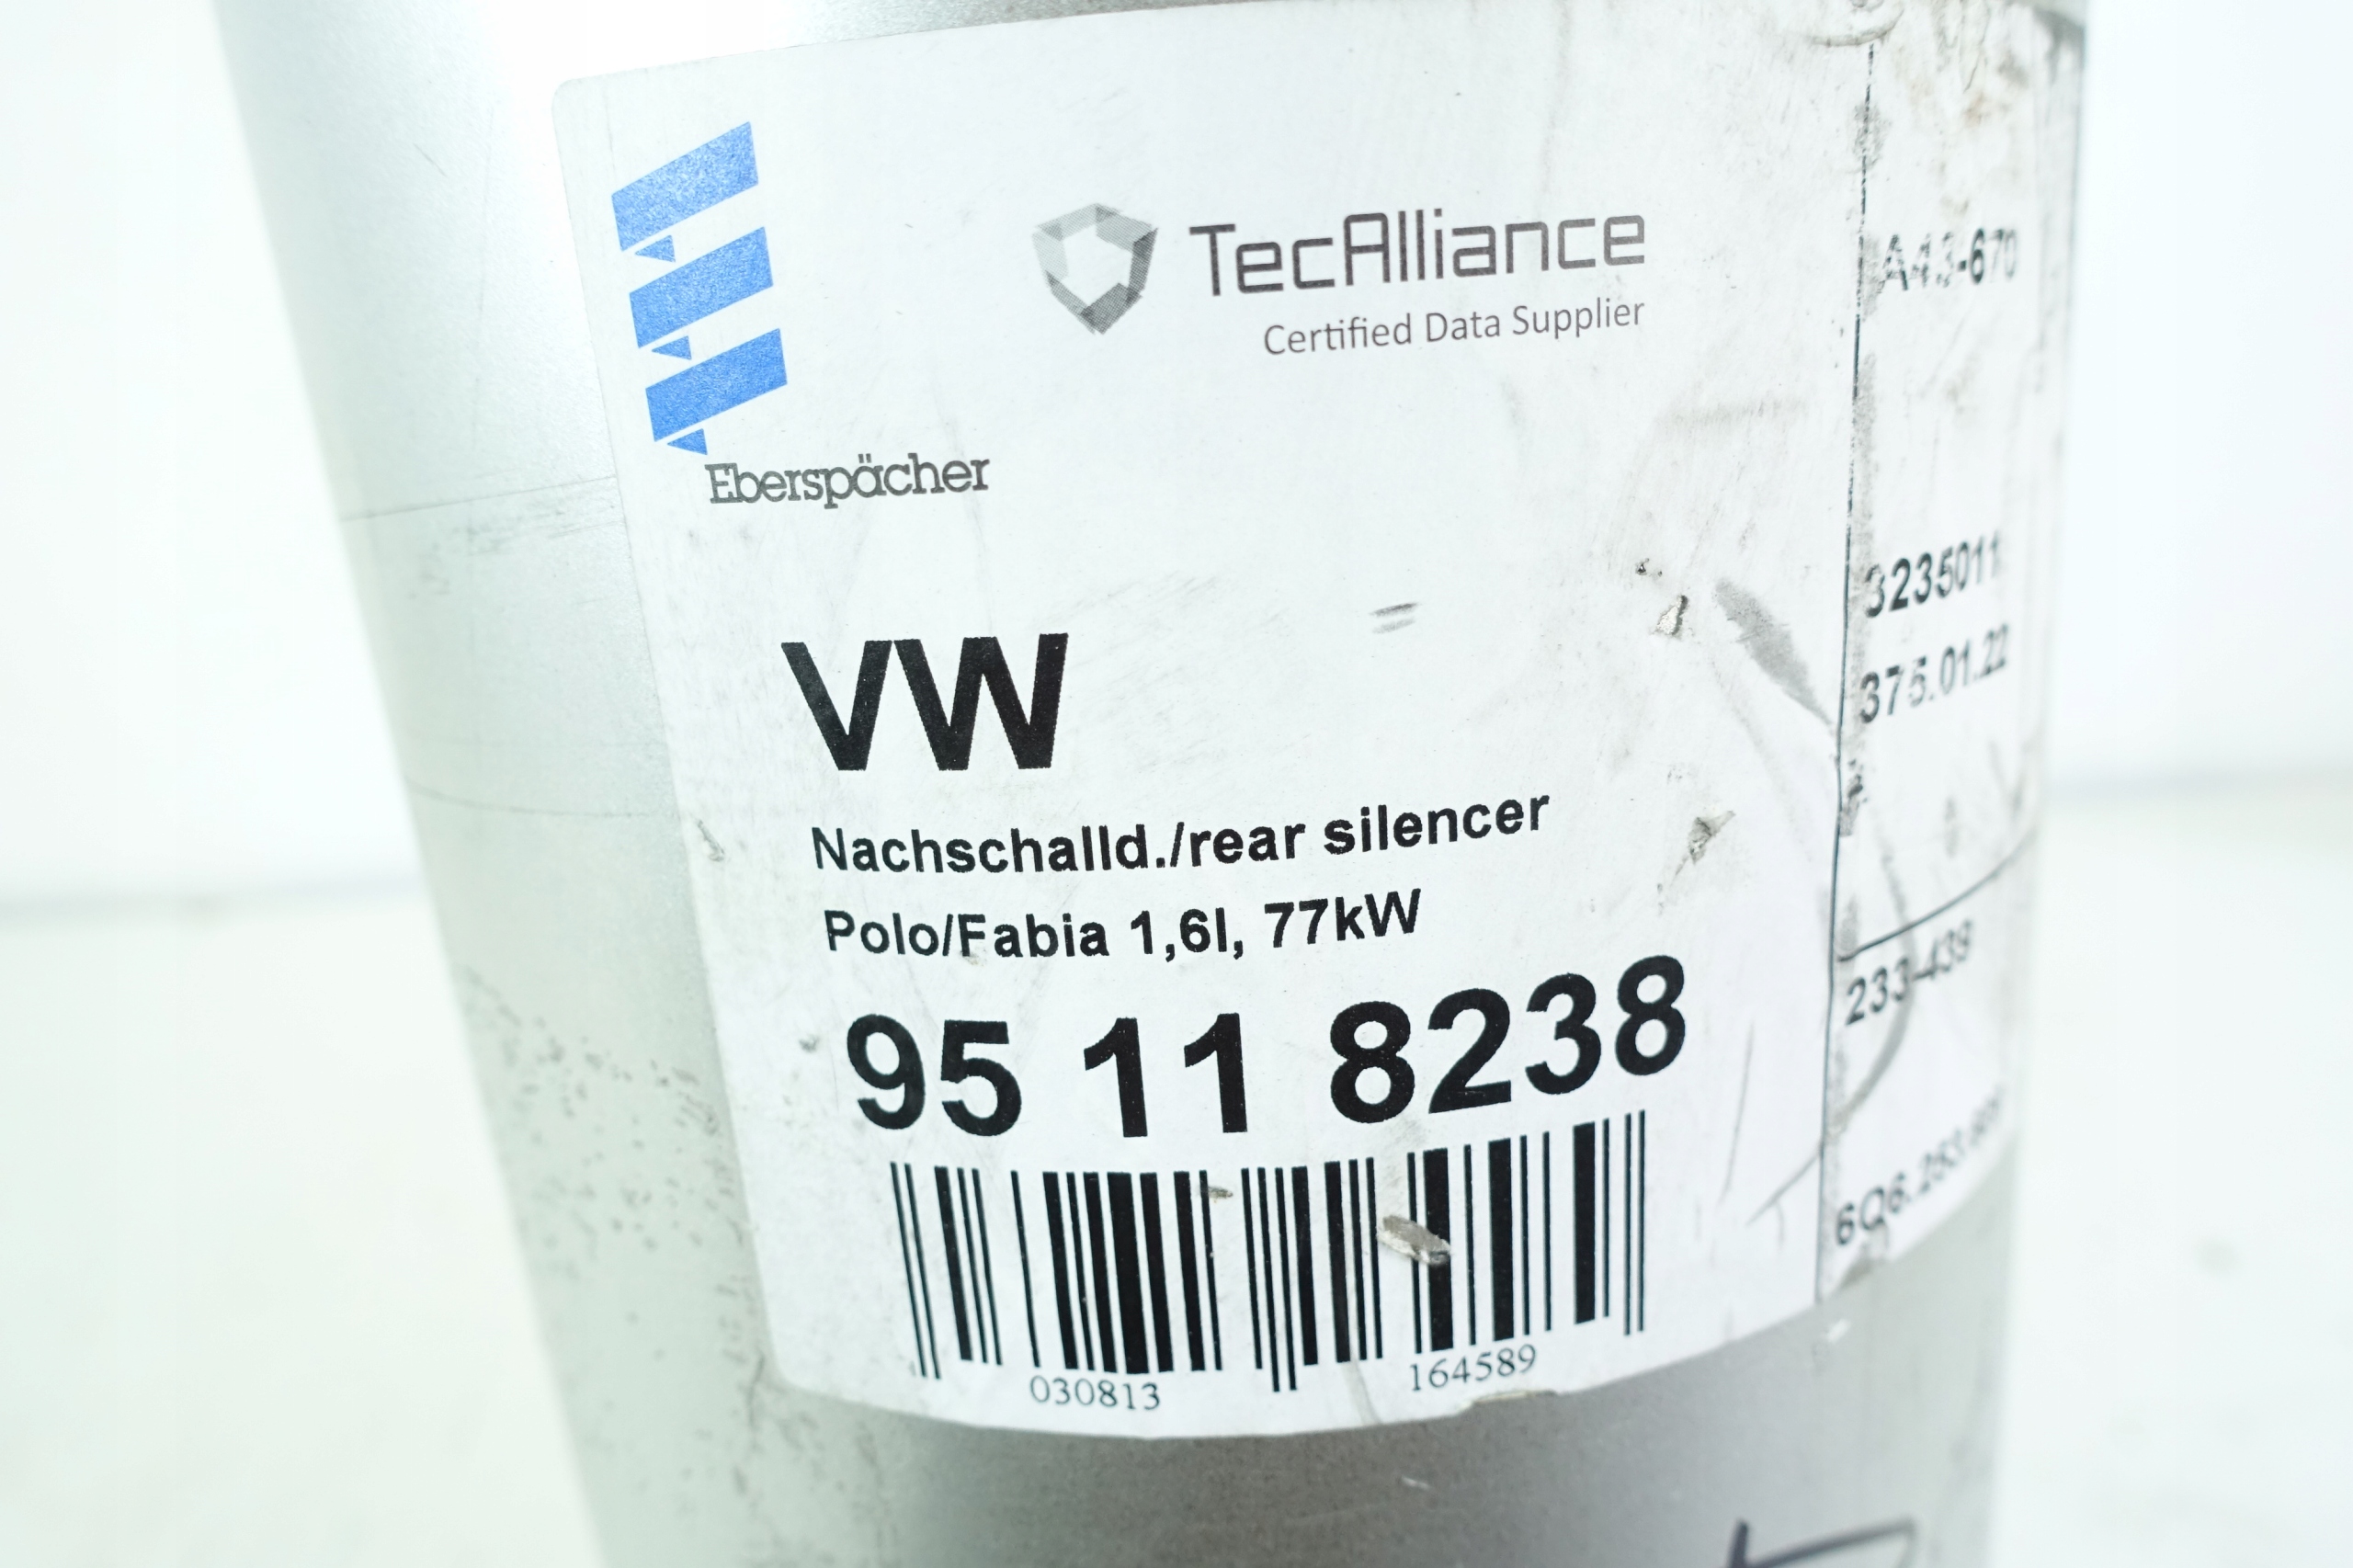 TecAlliance
Certified Data Supplier
Eberspächer
VW
Nachschalld./rear silencer
Polo/Fabia 1,6l, 77kW
95 11 8238
030813 164589
A43-670
3235011
375.01.22
233-439